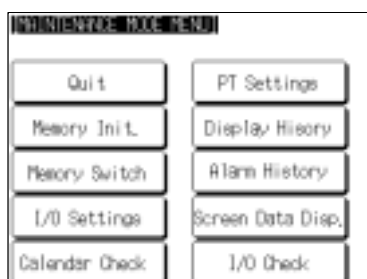 [MAINTENANCE MODE MENU]
Quit
PT Settings
Memory Init.
Display Hisory
Memory Switch
Alarm History
I/O Settings
Screen Data Disp.
Calendar Check
I/O Check